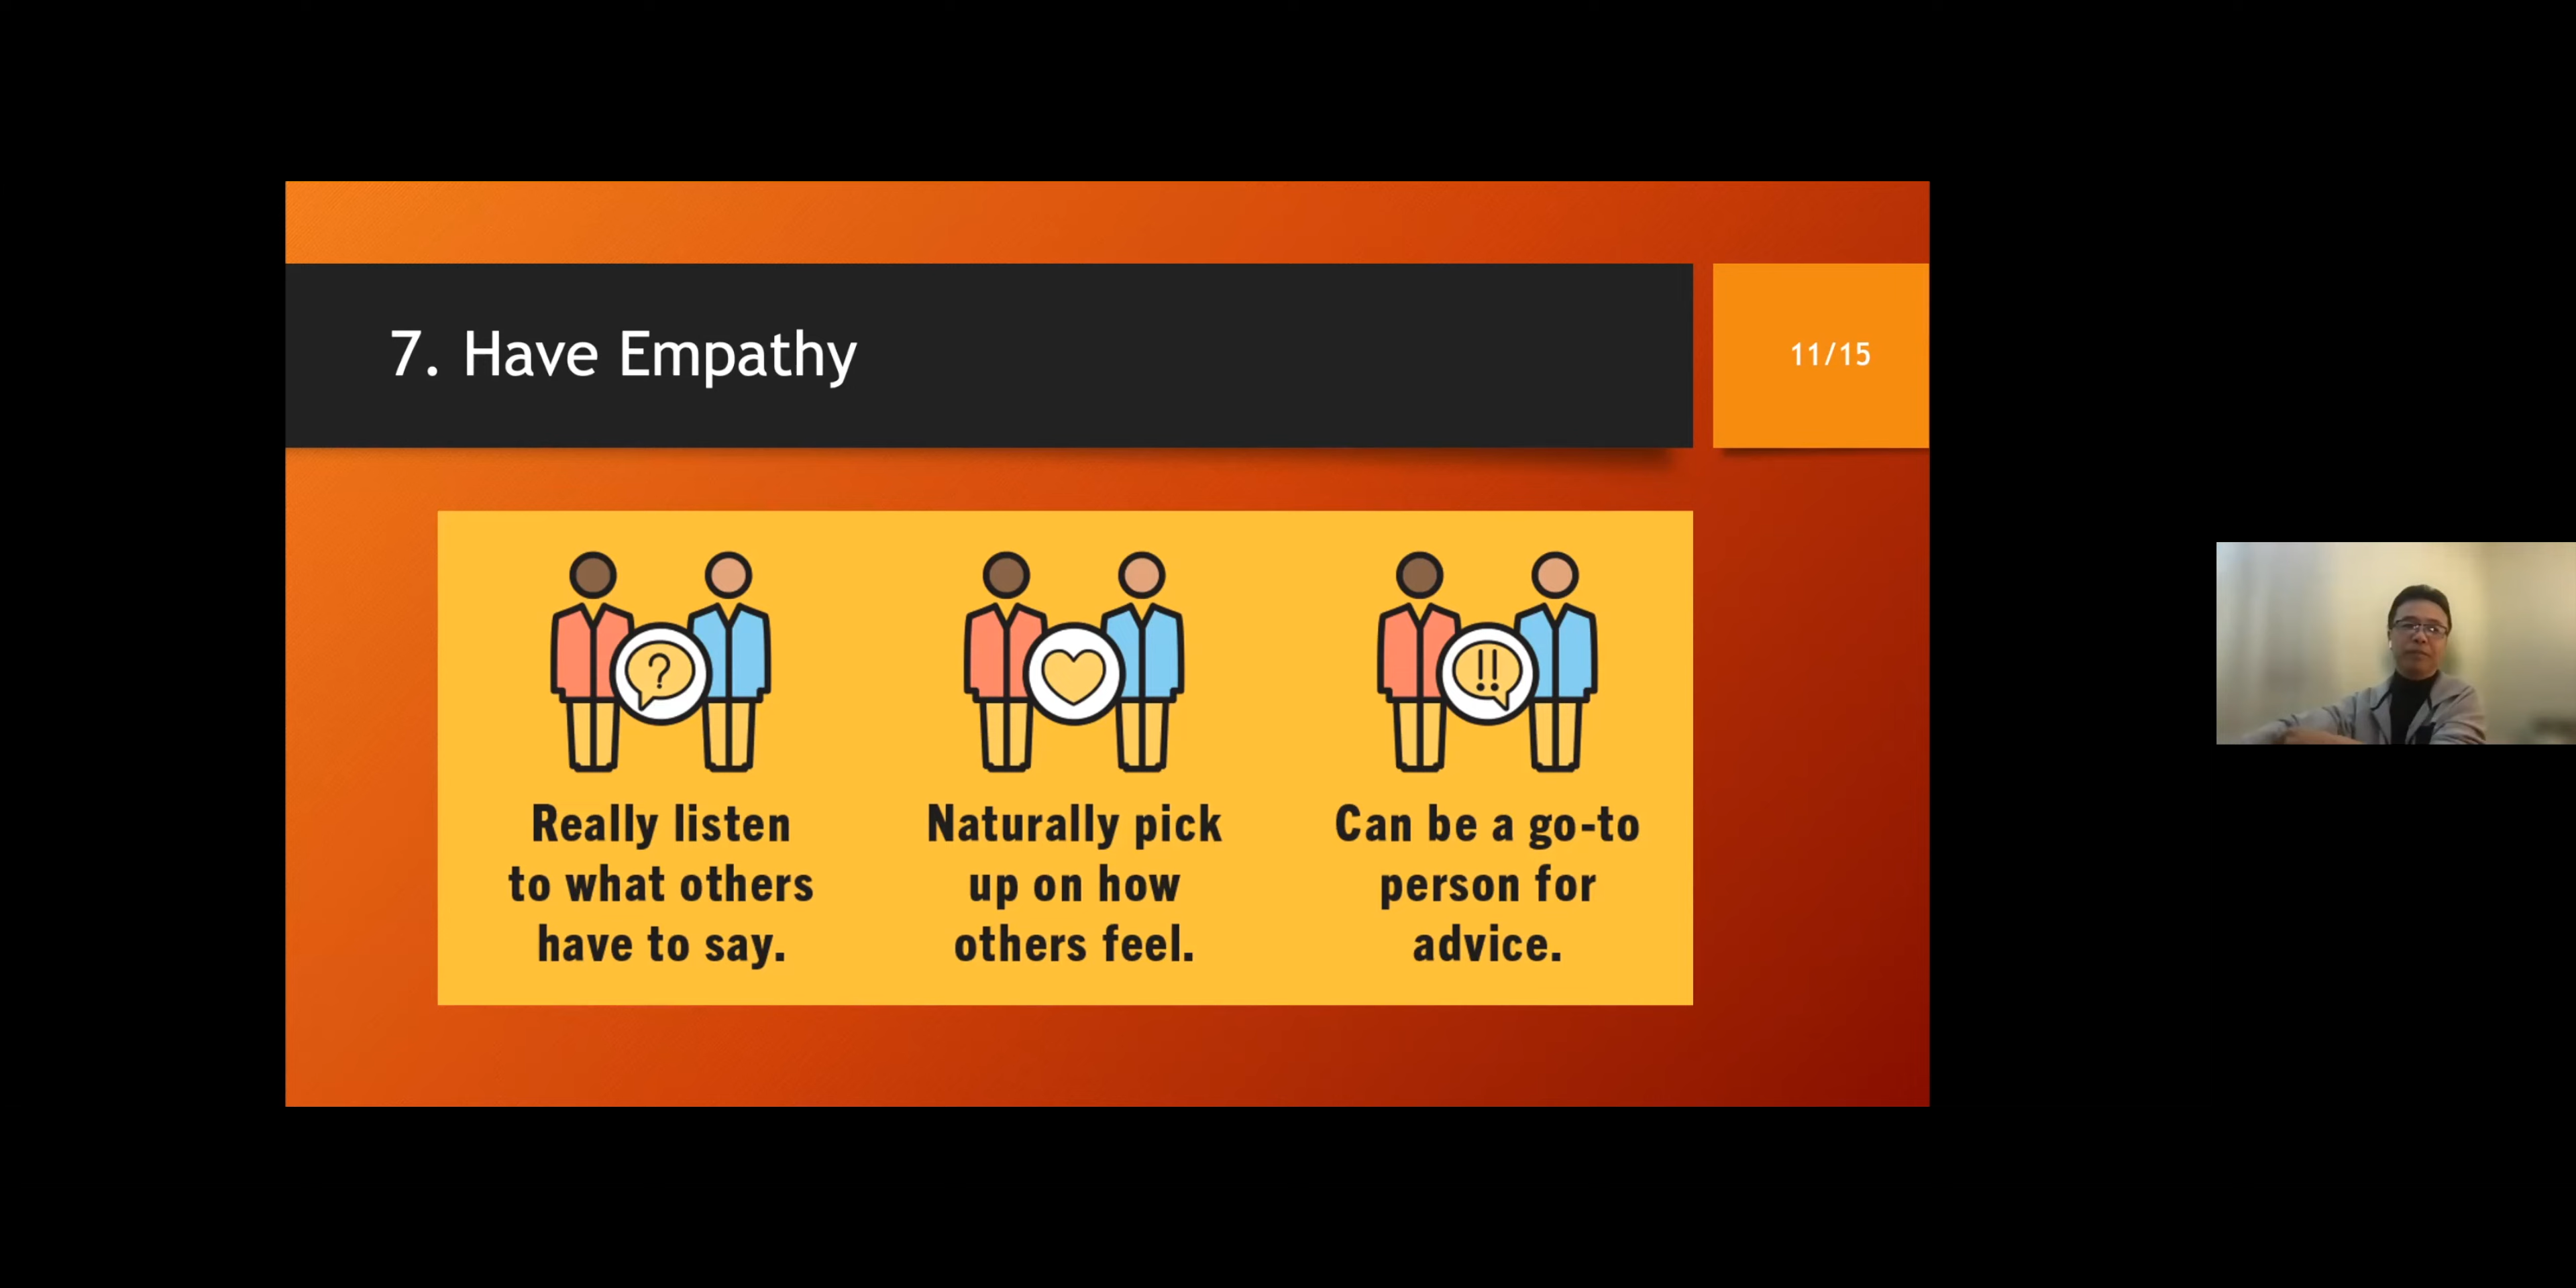 7. Have Empathy
11/15
?
!!
Really listen
to what others
have to say.
Naturally pick
up on how
others feel.
Can be a go-to
person for
advice.